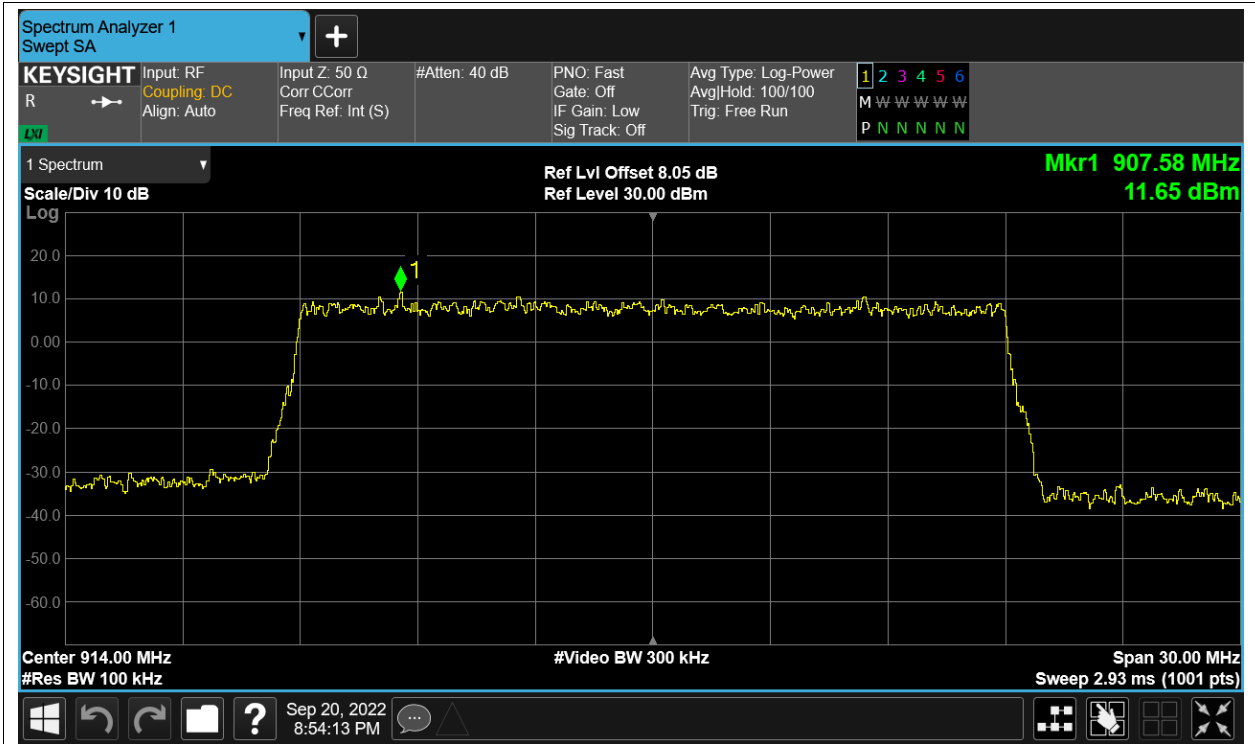 Spectrum Analyzer 1
Swept SA
KEYSIGHT
R
LXI
Input: RF
Coupling: DC
Align: Auto
Input Z: 50 Ω
Corr CCorr
Freq Ref: Int (S)
#Atten: 40 dB
PNO: Fast
Gate: Off
IF Gain: Low
Sig Track: Off
Avg Type: Log-Power
Avg|Hold: 100/100
Trig: Free Run
1 2 3 4 5 6
M W W W W W
P N N N N N
1 Spectrum
Scale/Div 10 dB
Log
Ref Lvl Offset 8.05 dB
Ref Level 30.00 dBm
Mkr1 907.58 MHz
11.65 dBm
1
20.0
10.0
0.00
-10.0
-20.0
-30.0
-40.0
-50.0
-60.0
Center 914.00 MHz
#Res BW 100 kHz
#Video BW 300 kHz
Span 30.00 MHz
Sweep 2.93 ms (1001 pts)
?
Sep 20, 2022
8:54:13 PM